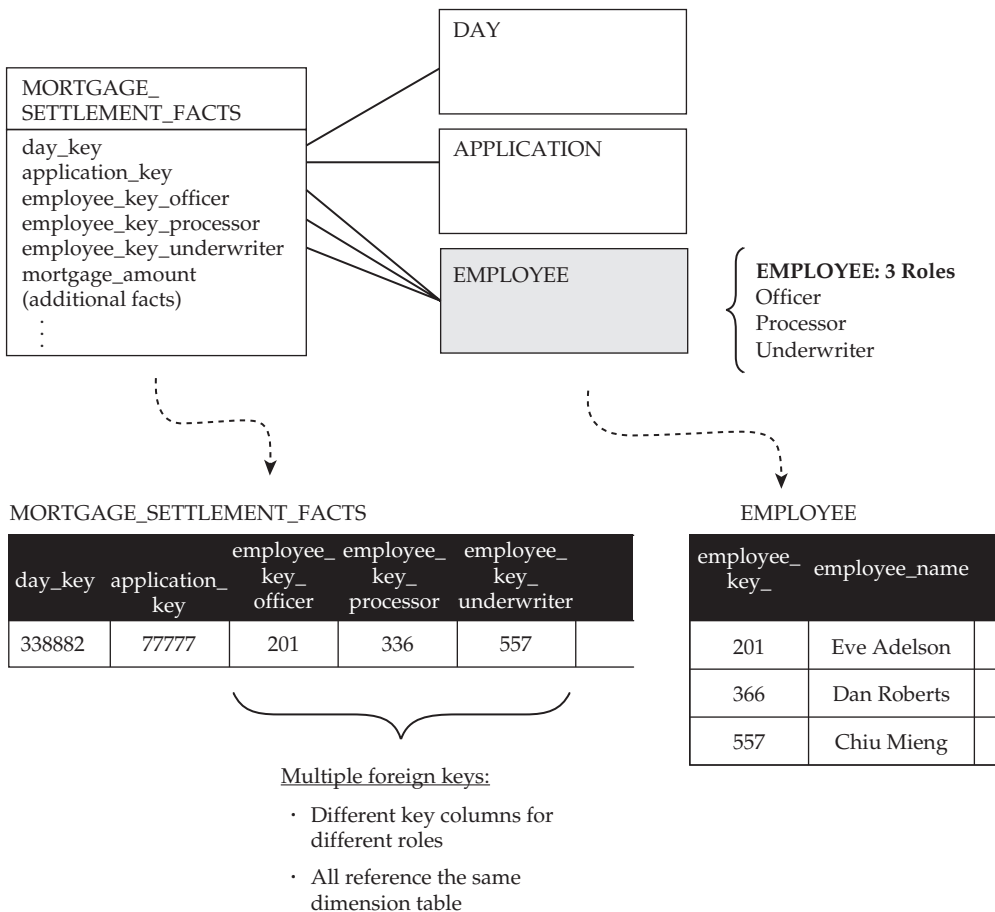 DAY
MORTGAGE_
SETTLEMENT_FACTS
day_key
application_key
employee_key_officer
employee_key_processor
employee_key_underwriter
mortgage_amount
(additional facts)
APPLICATION
EMPLOYEE
EMPLOYEE: 3 Roles
Officer
Processor
Underwriter
MORTGAGE_SETTLEMENT_FACTS
day_key application_
key employee_
key_
officer employee_
key_
processor employee_
key_
underwriter
338882 77777 201 336 557
Multiple foreign keys:
· Different key columns for
different roles
· All reference the same
dimension table
EMPLOYEE
employee_
key_ employee_name
201 Eve Adelson
366 Dan Roberts
557 Chiu Mieng